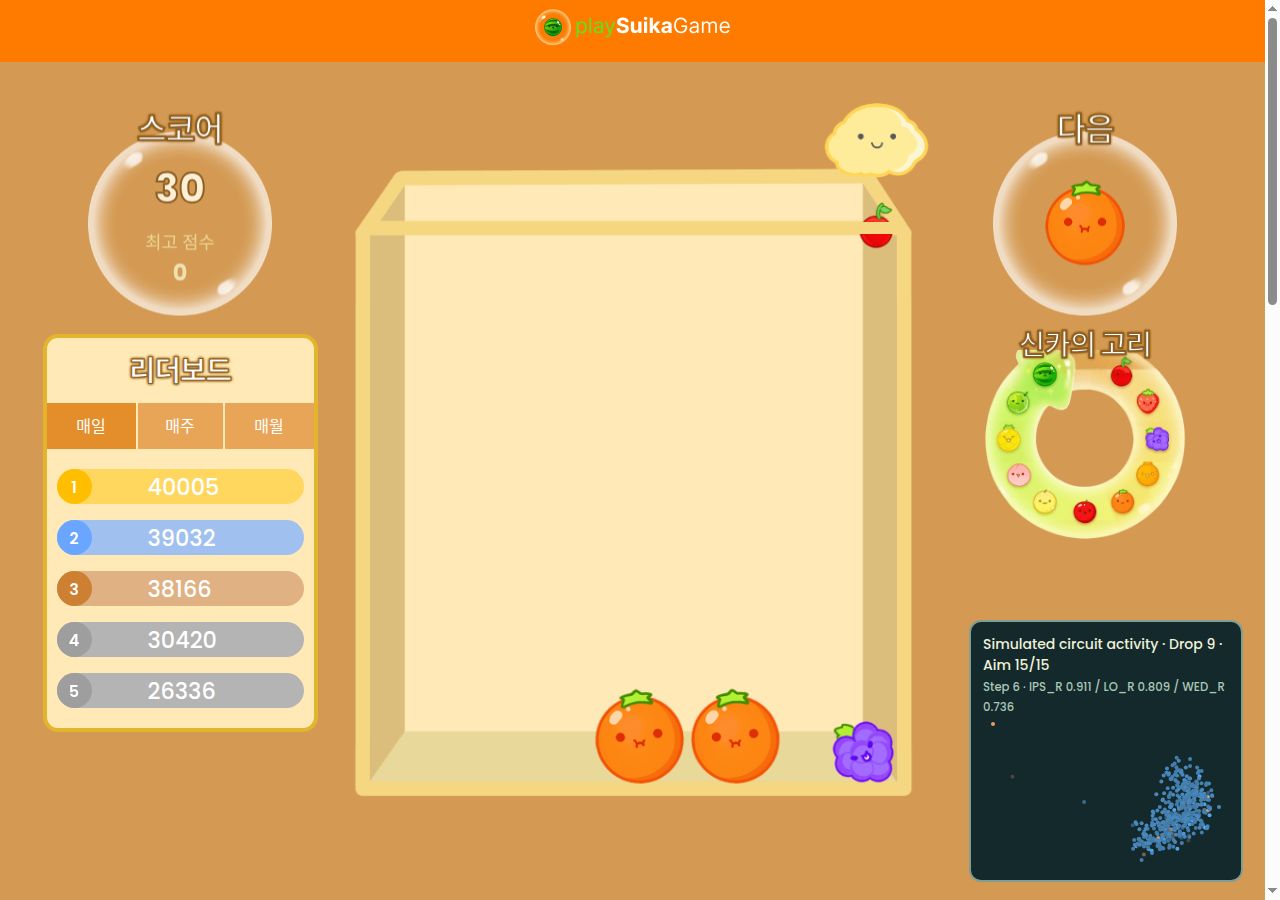 playSuikaGame
스코어
30
최고 점수
0
다음
신카의 고리
리더보드
매일 매주 매월
1 40005
2 39032
3 38166
4 30420
5 26336
Simulated circuit activity · Drop 9 ·
Aim 15/15
Step 6 · IPS_R 0.911 / LO_R 0.809 / WED_R
0.736